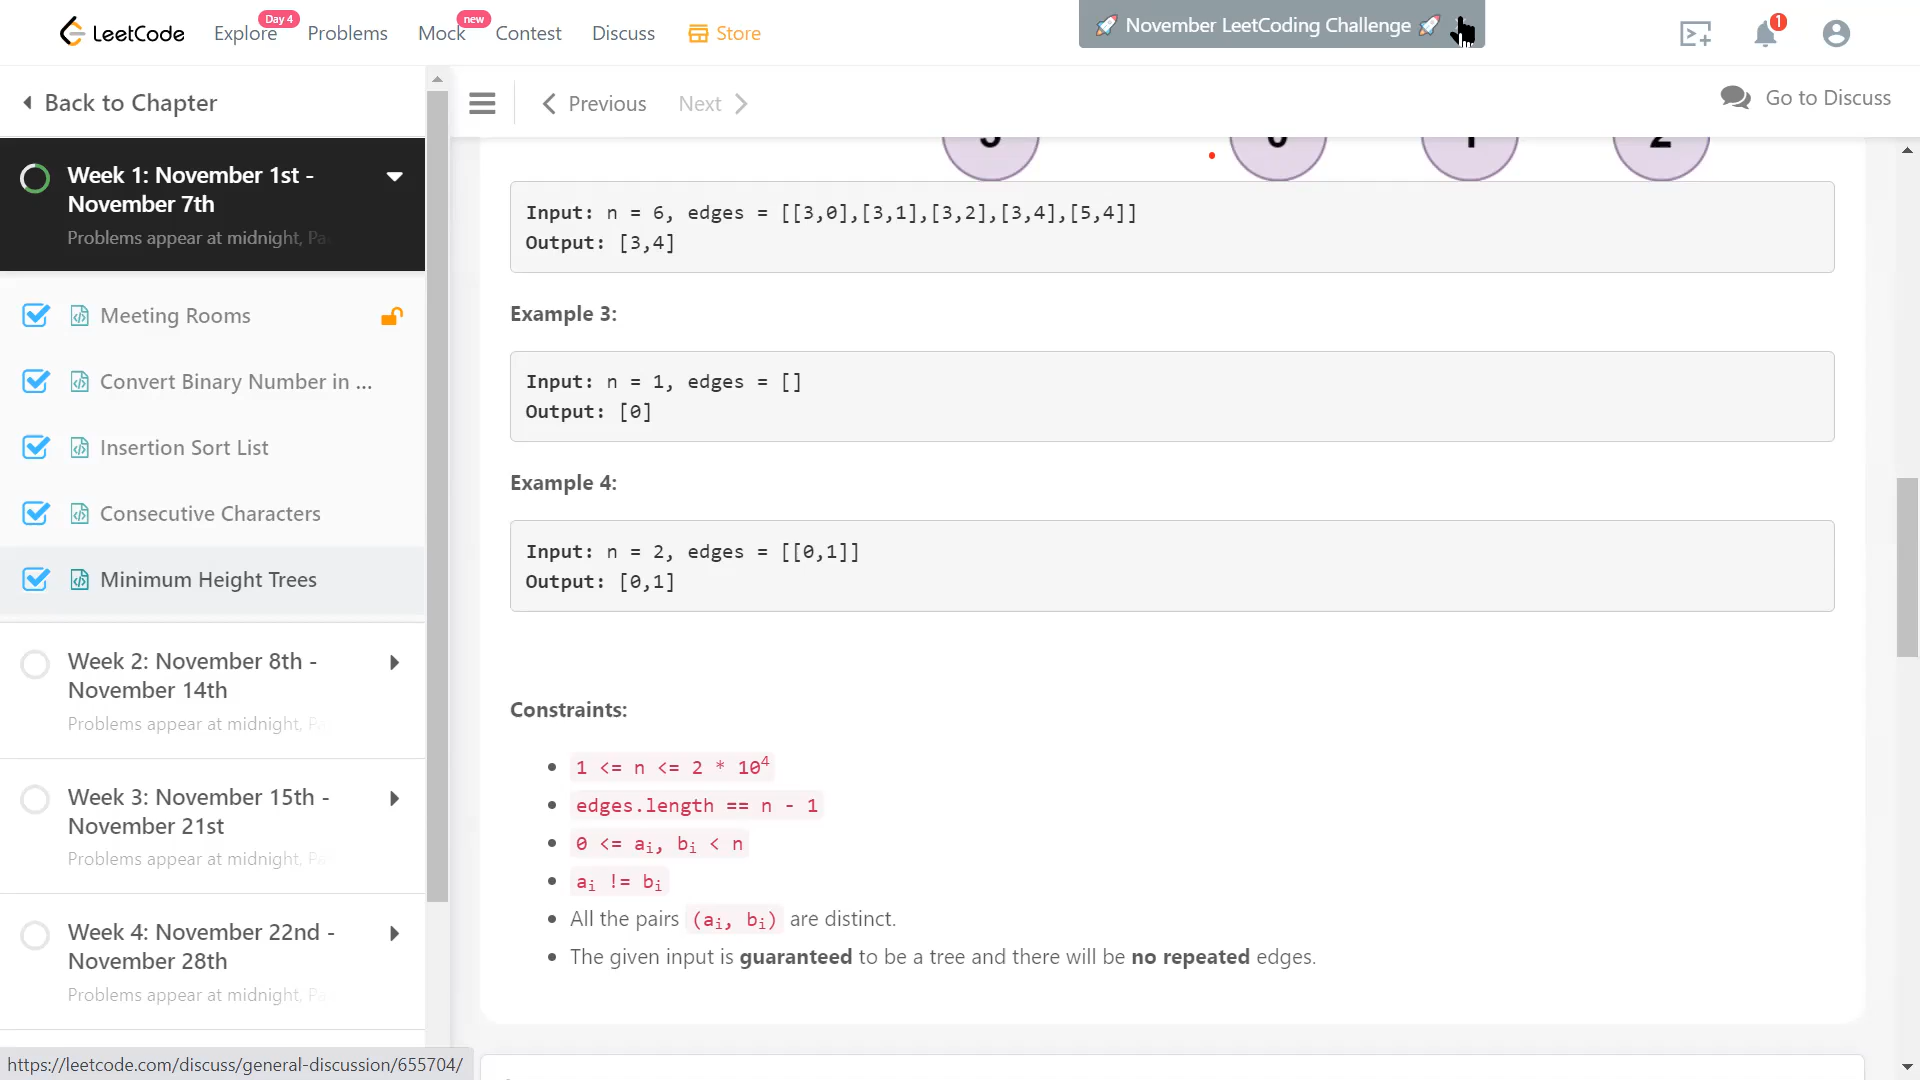 LeetCode
Explore
Day 4
Problems
Mock
new
Contest
Discuss
Store
🚀 November LeetCoding Challenge 🚀
1
Back to Chapter
Week 1: November 1st -
November 7th
Problems appear at midnight, Pa
Meeting Rooms
Convert Binary Number in ...
Insertion Sort List
Consecutive Characters
Minimum Height Trees
Week 2: November 8th -
November 14th
Problems appear at midnight, Pa
Week 3: November 15th -
November 21st
Problems appear at midnight, Pa
Week 4: November 22nd -
November 28th
Problems appear at midnight, Pa
https://leetcode.com/discuss/general-discussion/655704/
Previous
Next
Go to Discuss
Input: n = 6, edges = [[3,0],[3,1],[3,2],[3,4],[5,4]]
Output: [3,4]
Example 3:
Input: n = 1, edges = []
Output: [0]
Example 4:
Input: n = 2, edges = [[0,1]]
Output: [0,1]
Constraints:
• 1 <= n <= 2 * 10⁴
• edges.length == n - 1
• 0 <= aᵢ, bᵢ < n
• aᵢ != bᵢ
• All the pairs (aᵢ, bᵢ) are distinct.
• The given input is guaranteed to be a tree and there will be no repeated edges.